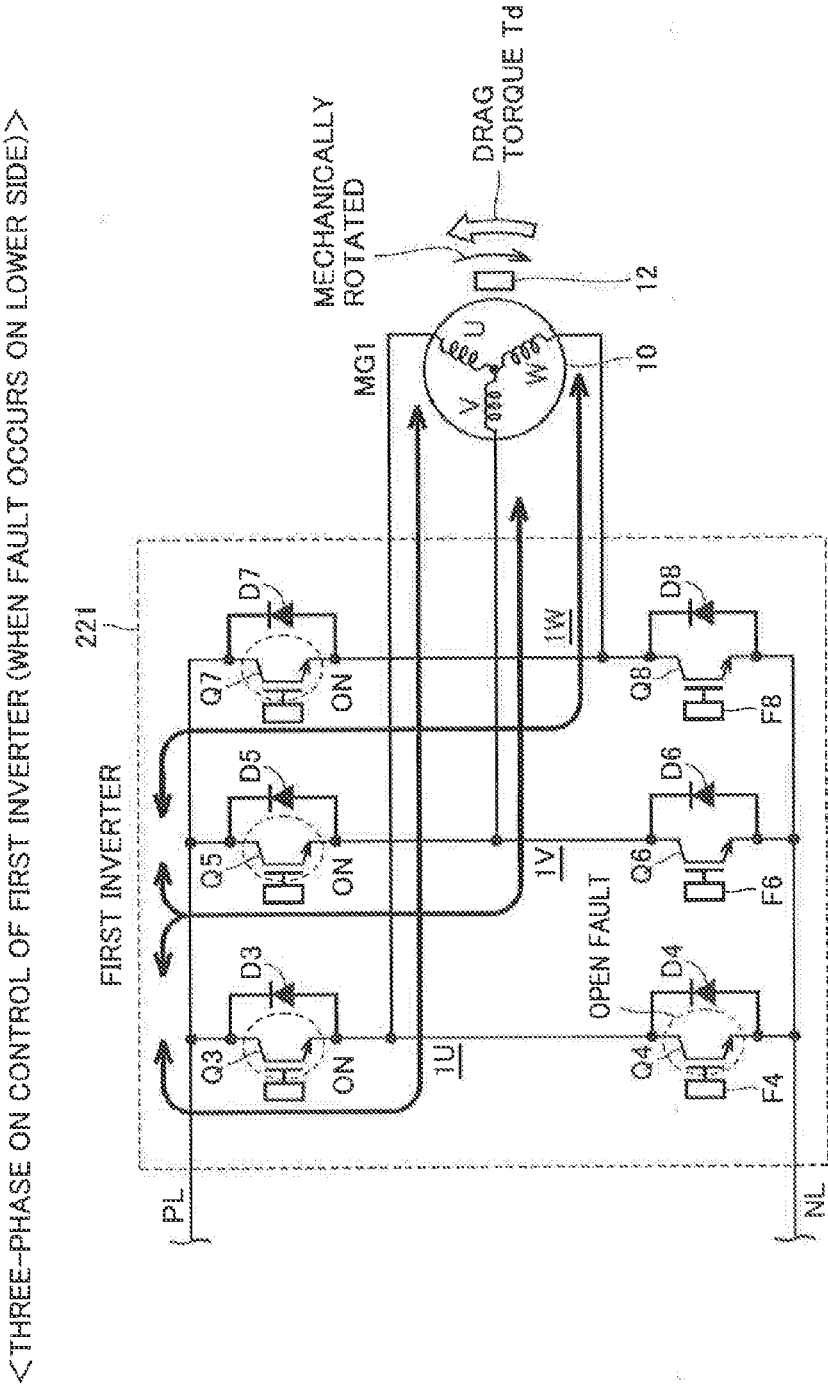 <THREE-PHASE ON CONTROL OF FIRST INVERTER (WHEN FAULT OCCURS ON LOWER SIDE)>
FIRST INVERTER
221
PL
Q3
D3
ON
Q5
D5
ON
Q7
D7
ON
MG1
MECHANICALLY
ROTATED
DRAG
TORQUE Td
U
V
W
10
12
1U
1V
1W
OPEN FAULT
Q4
D4
F4
Q6
D6
F6
Q8
D8
F8
NL